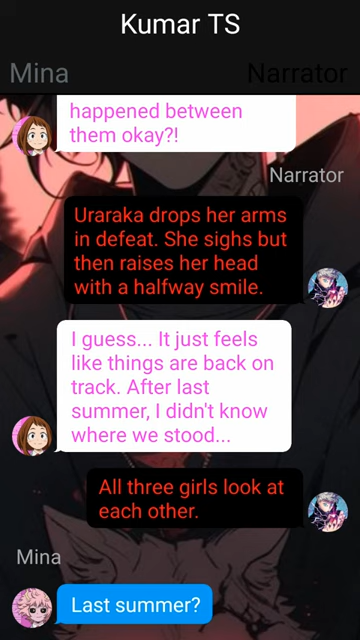 Kumar TS
Mina
Narrator
happened between
them okay?!
Narrator
Uraraka drops her arms
in defeat. She sighs but
then raises her head
with a halfway smile.
I guess... It just feels
like things are back on
track. After last
summer, I didn't know
where we stood...
All three girls look at
each other.
Mina
Last summer?